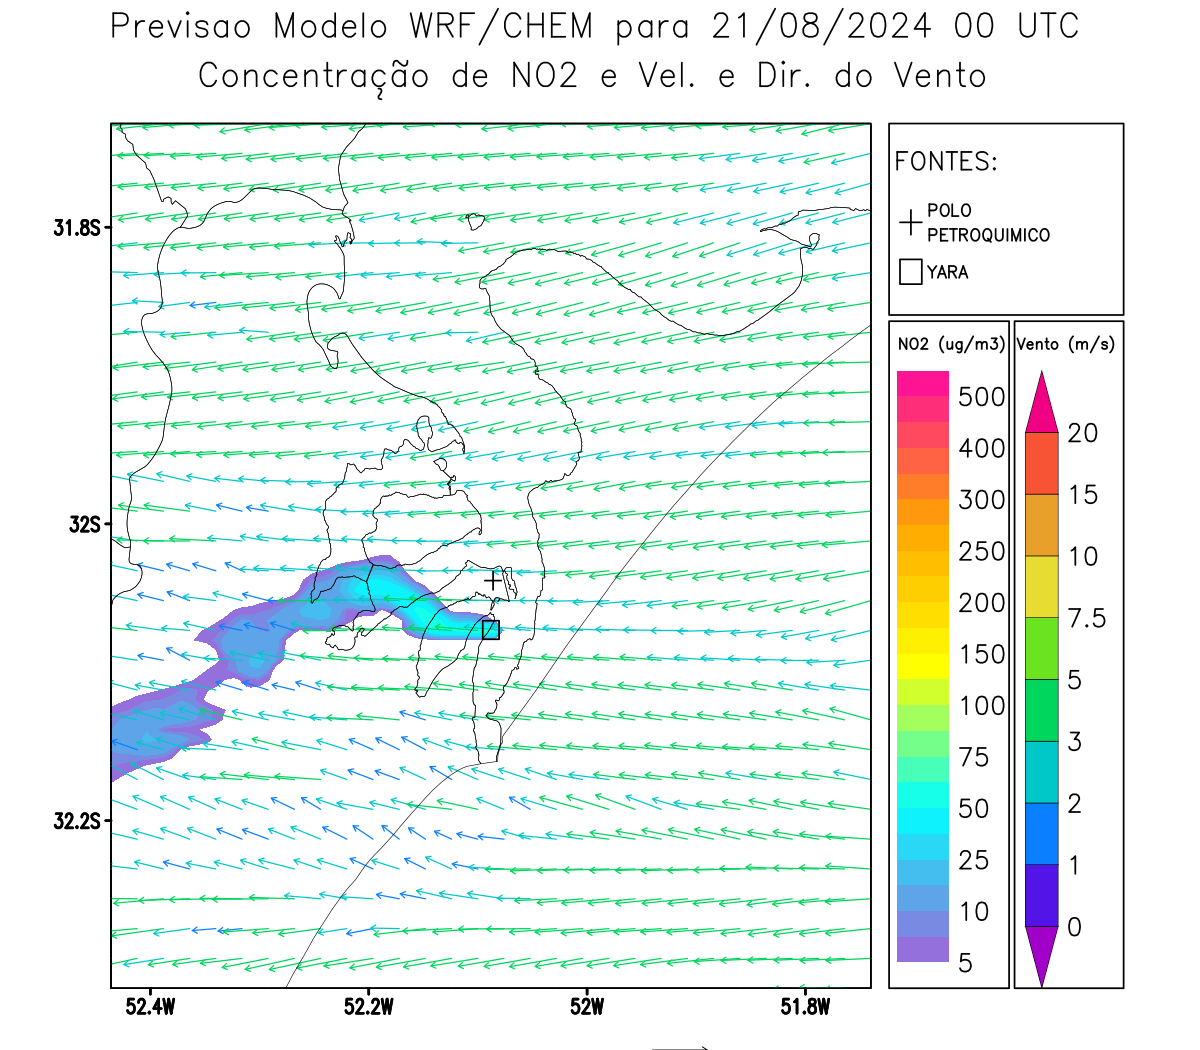 Previsao Modelo WRF/CHEM para 21/08/2024 00 UTC
Concentração de NO2 e Vel. e Dir. do Vento
FONTES:
POLO
PETROQUIMICO
YARA
NO2 (ug/m3)
500
400
300
250
200
150
100
75
50
25
10
5
Vento (m/s)
20
15
10
7.5
5
3
2
1
0
31.8S
32S
32.2S
52.4W
52.2W
52W
51.8W